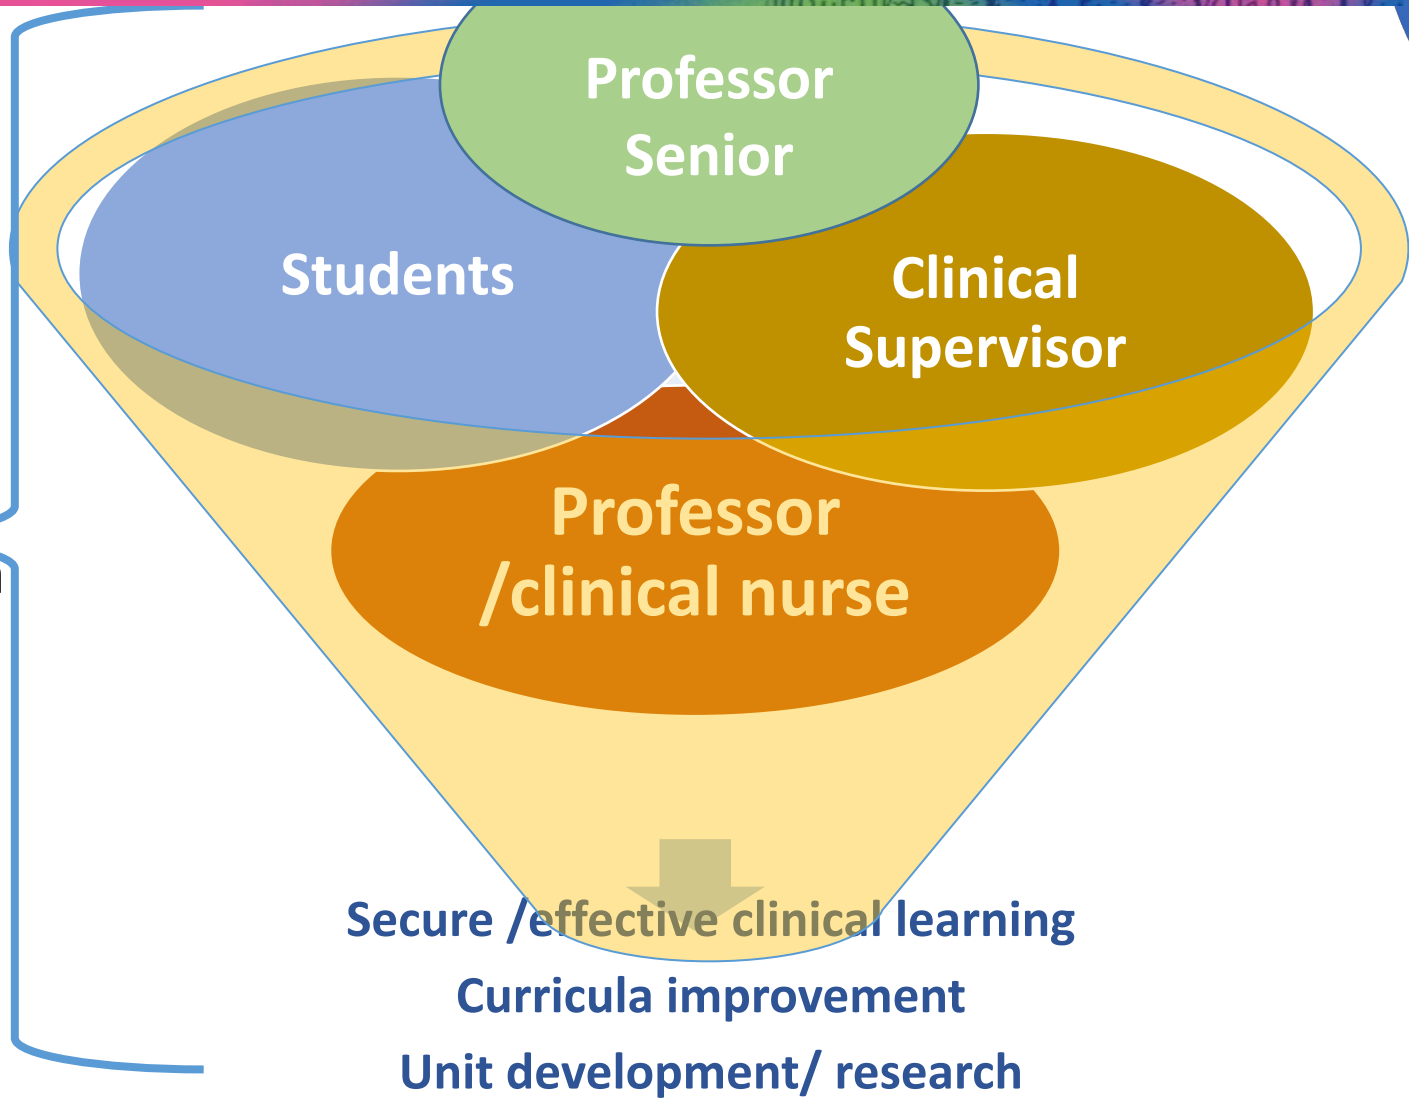 Professor
Senior
Students
Clinical
Supervisor
Professor
/clinical nurse
Secure /effective clinical learning
Curricula improvement
Unit development/ research